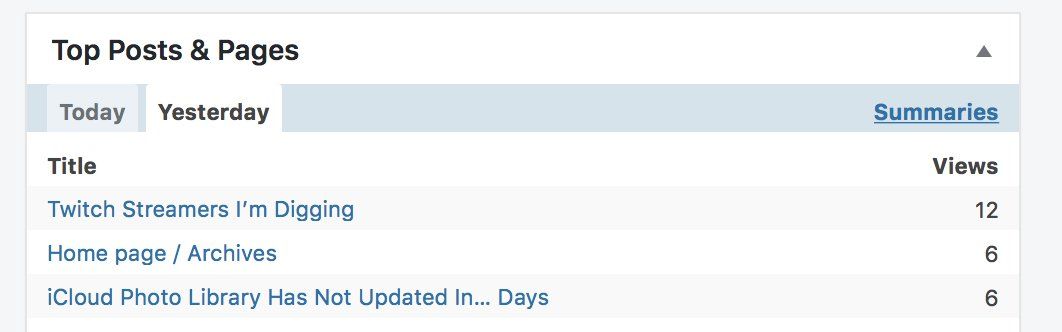 Top Posts & Pages
Today Yesterday Summaries
Title Views
Twitch Streamers I’m Digging 12
Home page / Archives 6
iCloud Photo Library Has Not Updated In... Days 6